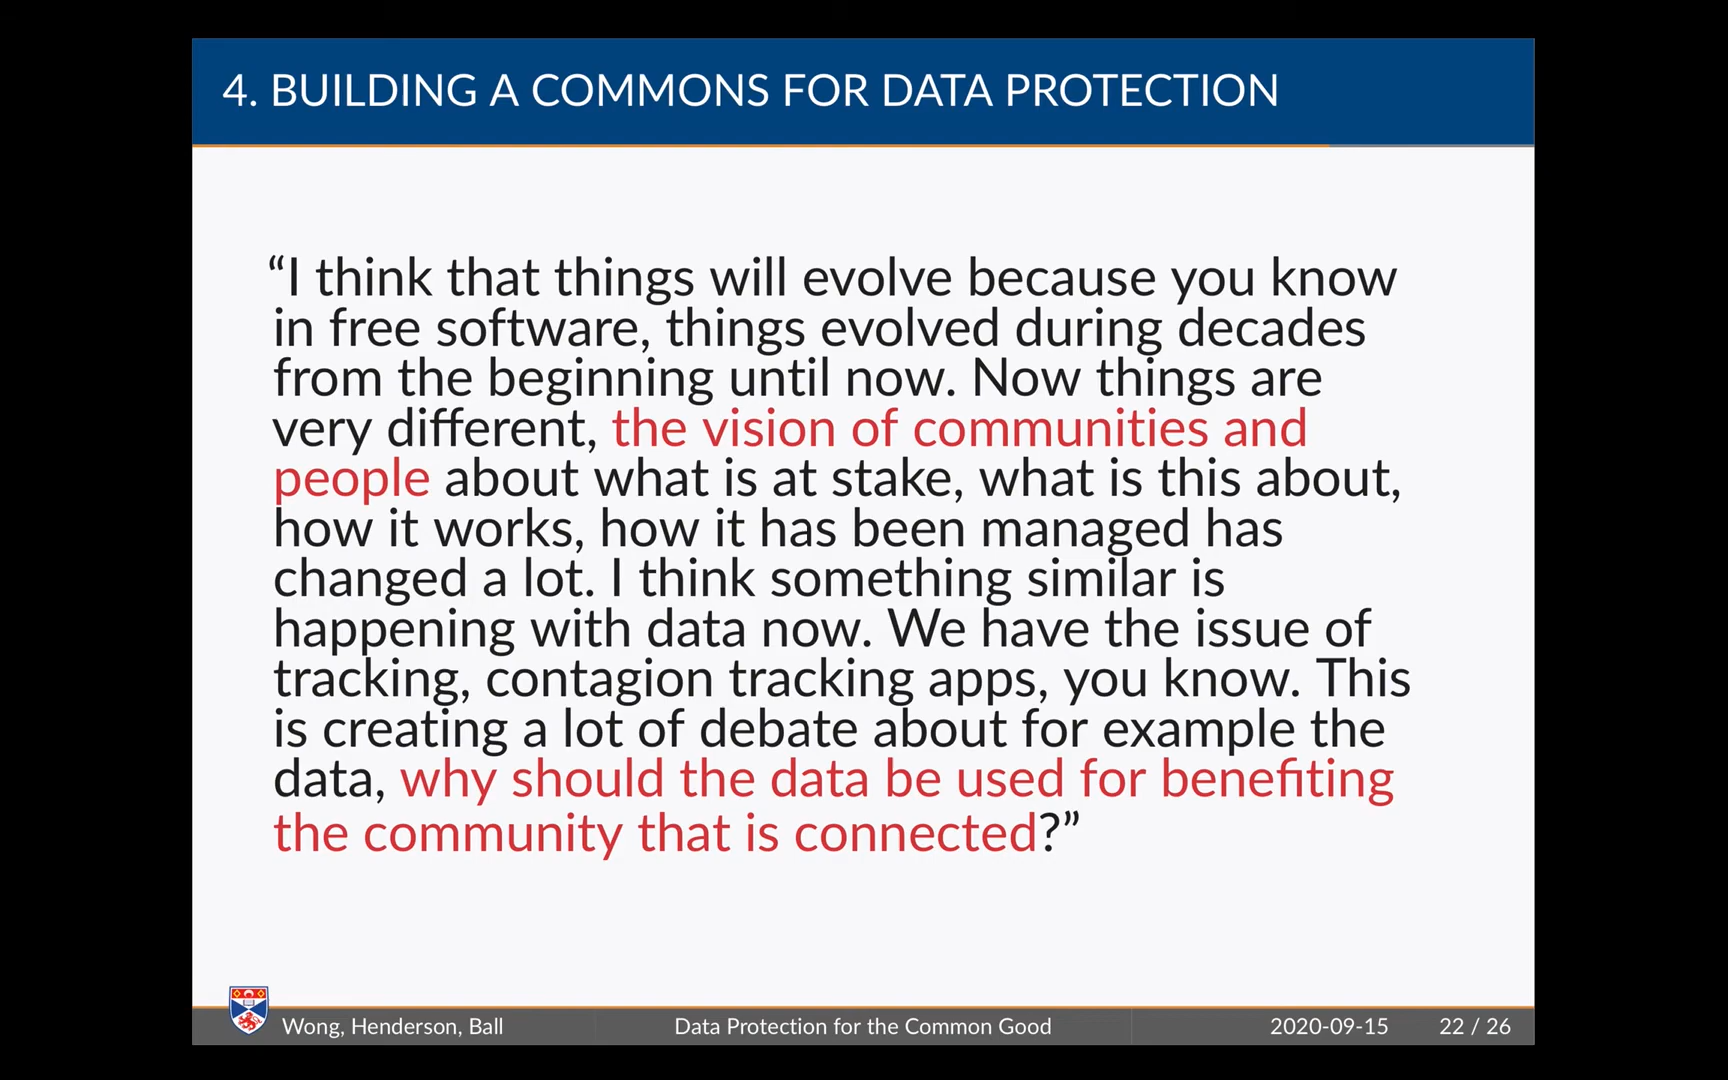 4. BUILDING A COMMONS FOR DATA PROTECTION
“I think that things will evolve because you know
in free software, things evolved during decades
from the beginning until now. Now things are
very different, the vision of communities and
people about what is at stake, what is this about,
how it works, how it has been managed has
changed a lot. I think something similar is
happening with data now. We have the issue of
tracking, contagion tracking apps, you know. This
is creating a lot of debate about for example the
data, why should the data be used for benefiting
the community that is connected?”
Wong, Henderson, Ball
Data Protection for the Common Good
2020-09-15
22 / 26